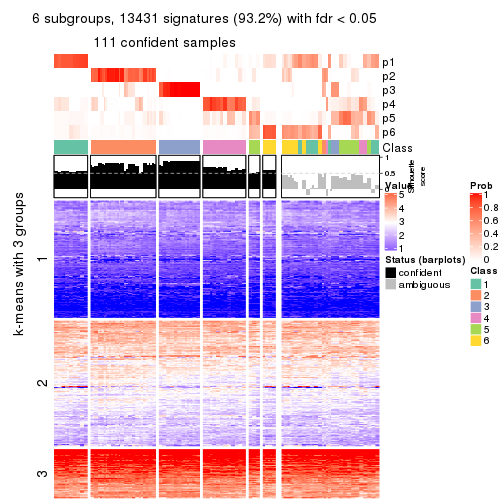 6 subgroups, 13431 signatures (93.2%) with fdr < 0.05
111 confident samples
p1
p2
p3
p4
p5
p6
Class
1
0.5
0
Silhouette
score
k-means with 3 groups
1
2
3
Value
5
4
3
2
1
Status (barplots)
confident
ambiguous
Prob
1
0.8
0.6
0.4
0.2
0
Class
1
2
3
4
5
6